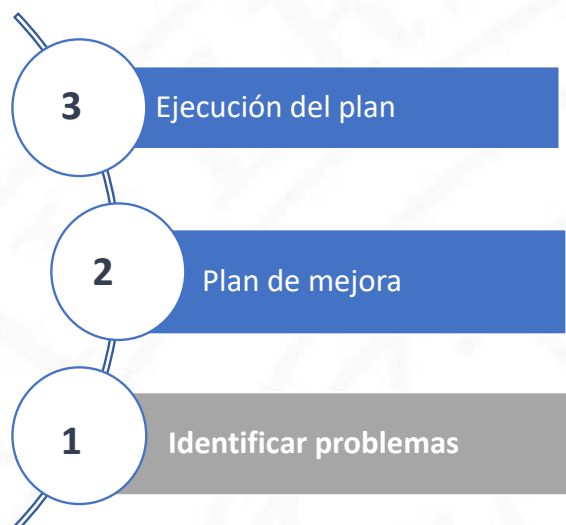 3
Ejecución del plan
2
Plan de mejora
1
Identificar problemas